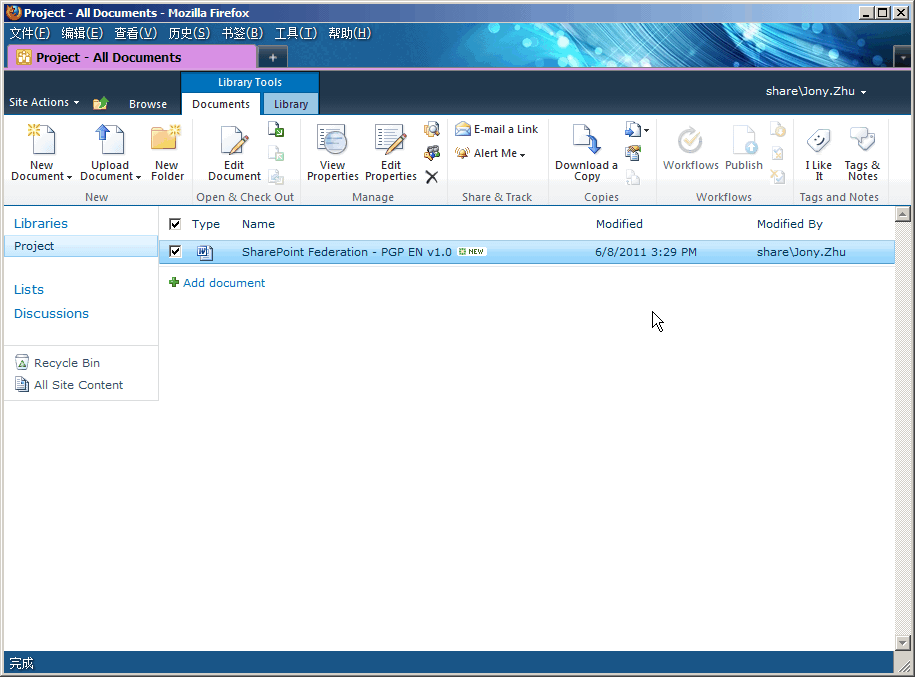 Project - All Documents - Mozilla Firefox
文件(F) 编辑(E) 查看(V) 历史(S) 书签(B) 工具(T) 帮助(H)
Project - All Documents
Library Tools
Site Actions Browse Documents Library share\Jony.Zhu
New Document
Upload Document
New Folder
New
Edit Document
Open & Check Out
View Properties
Edit Properties
Manage
E-mail a Link
Alert Me
Share & Track
Download a Copy
Copies
Workflows
Publish
Workflows
I Like It
Tags & Notes
Tags and Notes
Libraries
Project
Lists
Discussions
Recycle Bin
All Site Content
Type Name Modified Modified By
SharePoint Federation - PGP EN v1.0 NEW 6/8/2011 3:29 PM share\Jony.Zhu
Add document
完成